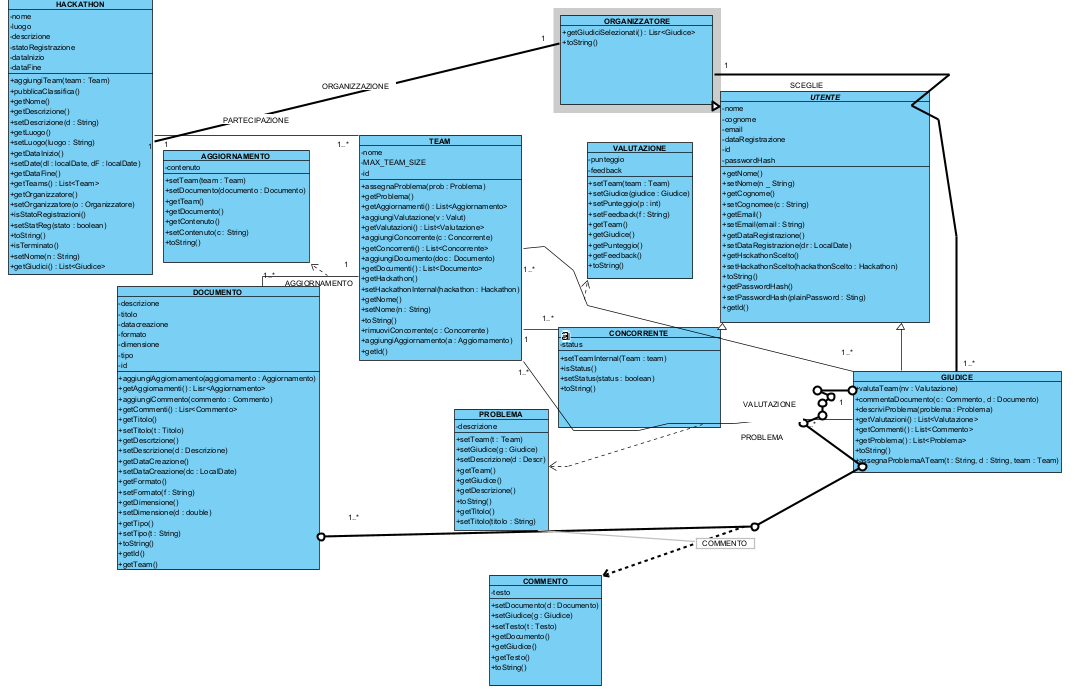 HACKATHON
-nome
-luogo
-descrizione
-statoRegistrazione
-dataInizio
-dataFine
+aggiungiTeam(team : Team)
+pubblicaClassifica()
+getNome()
+getDescrizione()
+setDescrizione(d : String)
+getLuogo()
+setLuogo(luogo : String)
+getDataInizio()
+setDate(dI : localDate, dF : localDate)
+getDataFine()
+getTeams() : List<Team>
+getOrganizzatore()
+setOrganizzatore(o : Organizzatore)
+isStatoRegistrazioni()
+setStatReg(stato : boolean)
+toString()
+isTerminato()
+setNome(n : String)
+getGiudici() : List<Giudice>
ORGANIZZATORE
+getGiudiciSelezionati() : Lisr<Giudice>
+toString()
1
ORGANIZZAZIONE
1
1
SCEGLIE
PARTECIPAZIONE
1
1..*
UTENTE
-nome
-cognome
-email
-dataRegistrazione
-id
-passwordHash
+getNome()
+setNome(n _ String)
+getCognome()
+setCognomee(c : String)
+getEmail()
+setEmail(email : String)
+getDataRegistrazione()
+setDataRegistrazione(dr : LocalDate)
+getHsckathonScelto()
+setHackathonScelto(hackathonScelto : Hackathon)
+toString()
+getPasswordHash()
+setPasswordHash(plainPassword : Sting)
+getId()
AGGIORNAMENTO
-contenuto
+setTeam(team : Team)
+setDocumento(documento : Documento)
+getTeam()
+getDocumento()
+getContenuto()
+setContenuto(c : String)
+toString()
TEAM
-nome
-MAX_TEAM_SIZE
-id
+assegnaProblema(prob : Problema)
+getProblema()
+getAggiornamenti() : List<Aggiornamento>
+aggiungiValutazione(v : Valut)
+getValutazioni() : List<Valutazione>
+aggiungiConcorrente(c : Concorrente)
+getConcorrenti() : List<Concorrente>
+aggiungiDocumento(doc : Documento)
+getDocumenti() : List<Documento>
+getHackathon()
+setHackathonInternal(hackathon : Hackathon)
+getNome()
+setNome(n : String)
+toString()
+rimuoviConcorrente(c : Concorrente)
+aggiungiAggiornamento(a : Aggiornamento)
+getId()
VALUTAZIONE
-punteggio
-feedback
+setTeam(team : Team)
+setGiudice(giudice : Giudice)
+setPunteggio(p : int)
+setFeedback(f : String)
+getTeam()
+getGiudice()
+getPunteggio()
+getFeedback()
+toString()
1..*
1
AGGIORNAMENTO
1..*
1..*
1
1..*
1..*
1..*
DOCUMENTO
-descrizione
-titolo
-datacreazione
-formato
-dimensione
-tipo
-id
+aggiungiAggiornamento(aggiornamento : Aggiornamento)
+getAggiornamenti() : Lisr<Aggiornamento>
+aggiungiCommento(commento : Commento)
+getCommenti() : Lisr<Commento>
+getTitolo()
+setTitolo(t : Titolo)
+getDescrtzione()
+setDescrizione(d : Descrizione)
+getDataCreazione()
+setDataCreazione(dc : LocalDate)
+getFormato()
+setFormato(f : String)
+getDimensione()
+setDimensione(d : double)
+getTipo()
+setTipo(t : String)
+toString()
+getId()
+getTeam()
a
CONCORRENTE
-status
+setTeamInternal(Team : team)
+isStatus()
+setStatus(status : boolean)
+toString()
GIUDICE
+valutaTeam(nv : Valutazione)
+commentaDocumento(c : Commento, d : Documento)
+descriviProblema(problema : Problema)
+getValutazioni() : List<Valutazione>
+getCommenti() : List<Commento>
+getProblema() : List<Problema>
+toString()
+assegnaProblemaATeam(t : String, d : String, team : Team)
VALUTAZIONE
1
PROBLEMA
PROBLEMA
-descrizione
+setTeam(t : Team)
+setGiudice(g : Giudice)
+setDescrizione(d : Descr)
+getTeam()
+getGiudice()
+getDescrizione()
+toString()
+getTitolo()
+setTitolo(titolo : String)
1..*
COMMENTO
COMMENTO
-testo
+setDocumento(d : Documento)
+setGiudice(g : Giudice)
+setTesto(t : Testo)
+getDocumento()
+getGiudice()
+getTesto()
+toString()